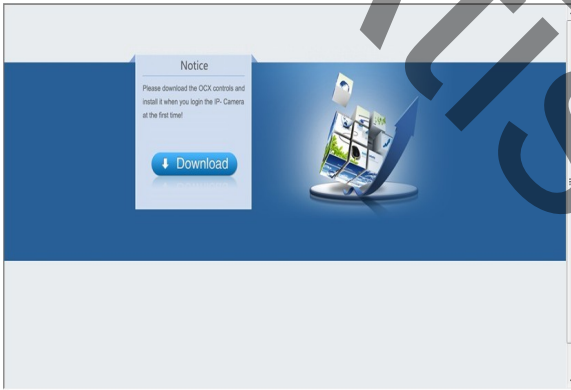 Notice
Please download the OCX controls and
install it when you login the IP- Camera
at the first time!
Download